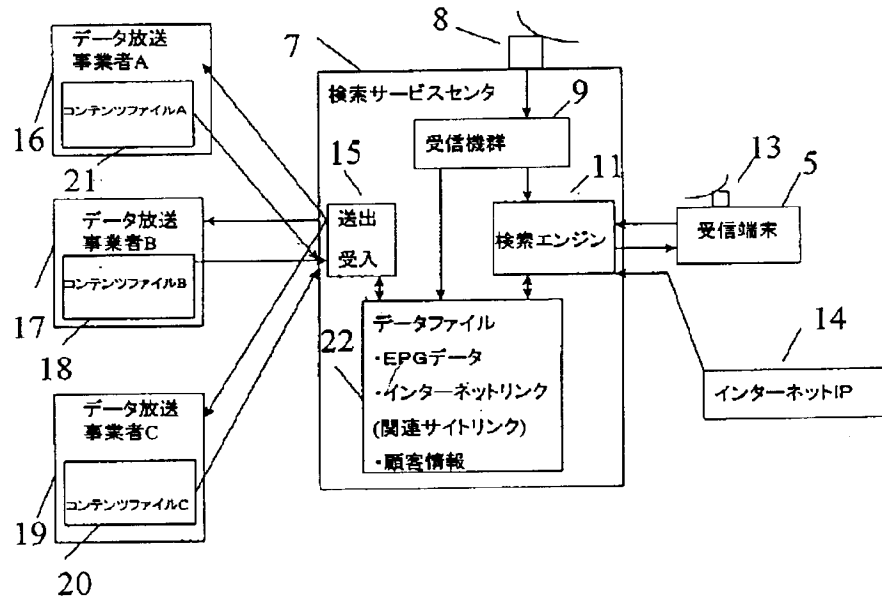 データ放送
事業者A
コンテンツファイルA
16
21
データ放送
事業者B
コンテンツファイルB
17
18
データ放送
事業者C
コンテンツファイルC
19
20
7
8
検索サービスセンタ
9
受信機群
15
送出
受入
11
検索エンジン
13
5
受信端末
22
データファイル
・EPGデータ
・インターネットリンク
(関連サイトリンク)
・顧客情報
14
インターネットIP